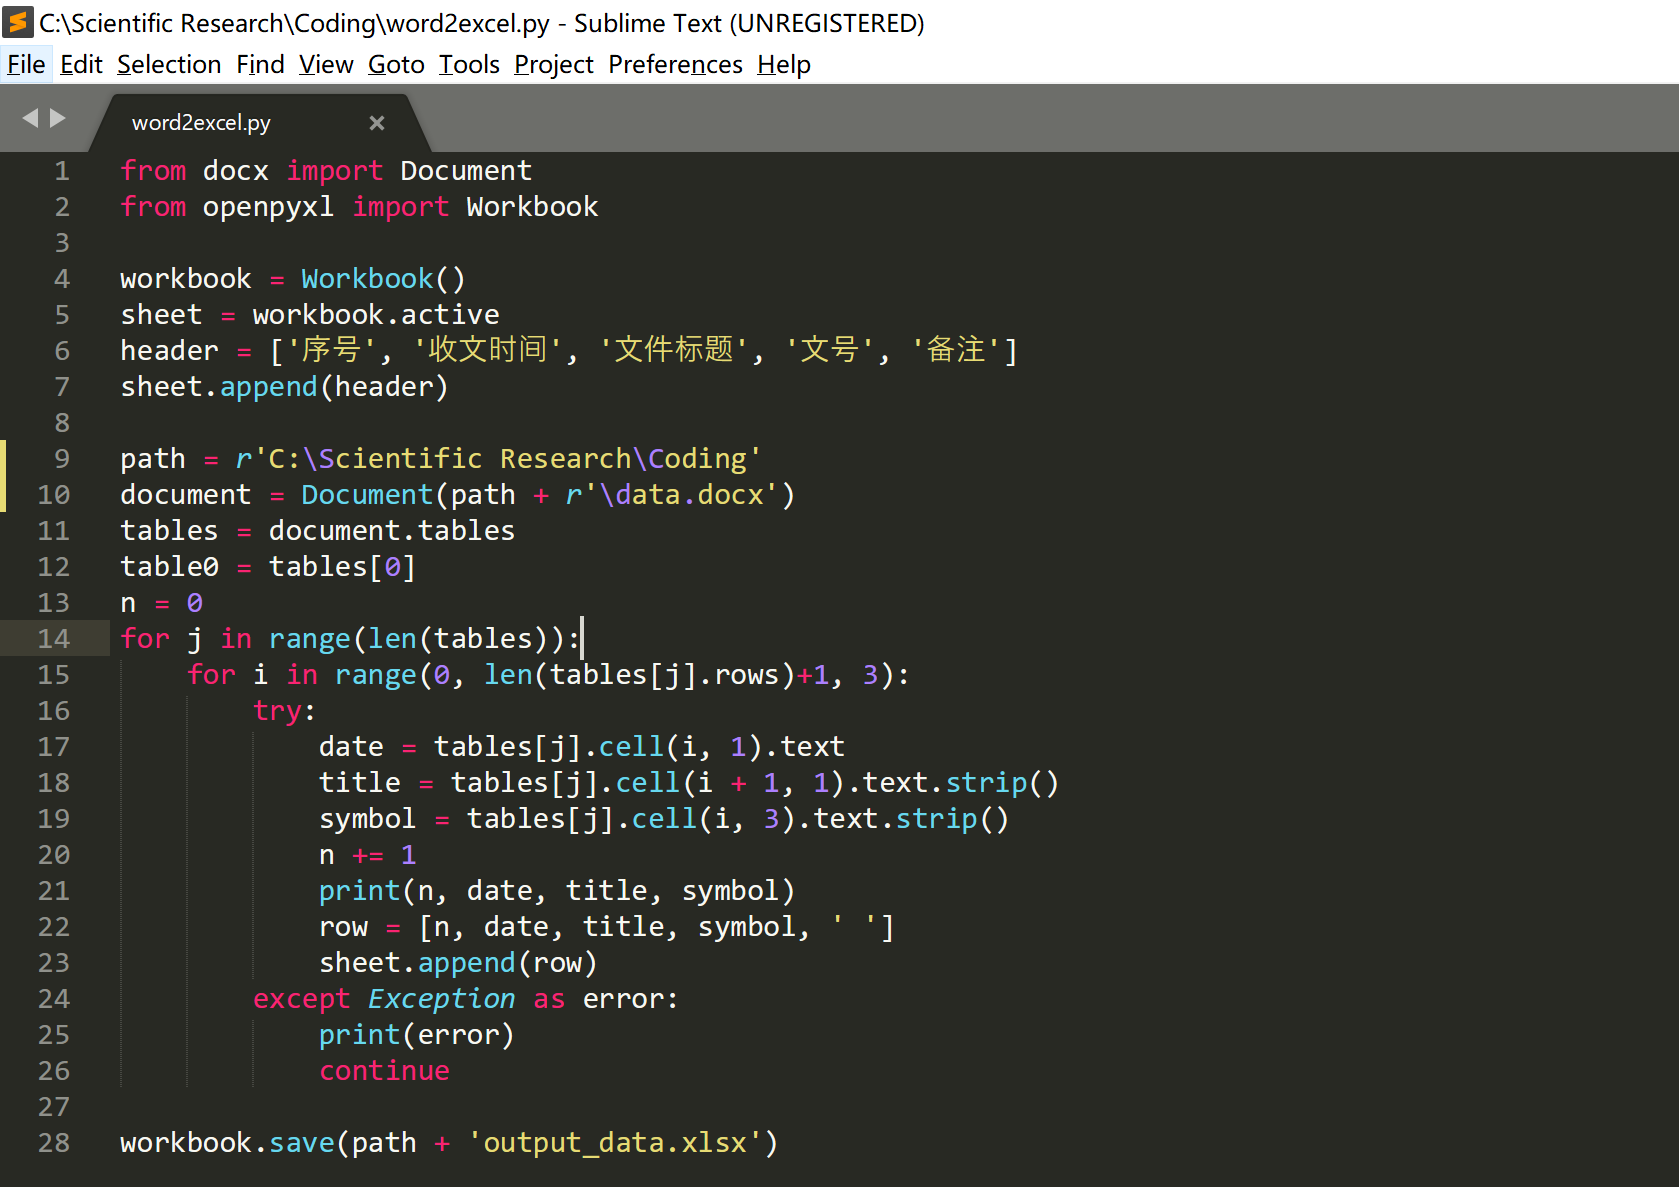 C:\Scientific Research\Coding\word2excel.py - Sublime Text (UNREGISTERED)
File Edit Selection Find View Goto Tools Project Preferences Help
word2excel.py ×
1 from docx import Document
2 from openpyxl import Workbook
3
4 workbook = Workbook()
5 sheet = workbook.active
6 header = ['序号', '收文时间', '文件标题', '文号', '备注']
7 sheet.append(header)
8
9 path = r'C:\Scientific Research\Coding'
10 document = Document(path + r'\data.docx')
11 tables = document.tables
12 table0 = tables[0]
13 n = 0
14 for j in range(len(tables)):
15     for i in range(0, len(tables[j].rows)+1, 3):
16         try:
17             date = tables[j].cell(i, 1).text
18             title = tables[j].cell(i + 1, 1).text.strip()
19             symbol = tables[j].cell(i, 3).text.strip()
20             n += 1
21             print(n, date, title, symbol)
22             row = [n, date, title, symbol, ' ']
23             sheet.append(row)
24         except Exception as error:
25             print(error)
26             continue
27
28 workbook.save(path + 'output_data.xlsx')